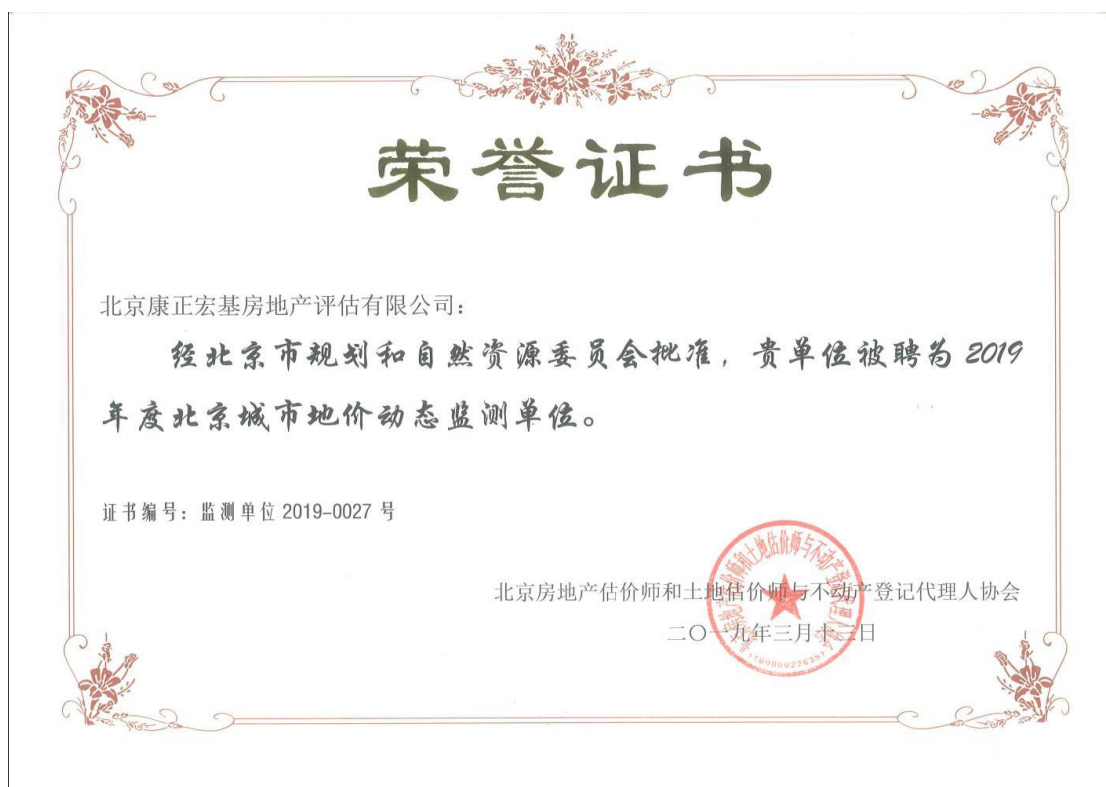 荣誉证书
北京康正宏基房地产评估有限公司：
经北京市规划和自然资源委员会批准，贵单位被聘为 2019
年度北京城市地价动态监测单位。
证书编号：监测单位 2019-0027 号
北京房地产估价师和土地估价师与不动产登记代理人协会
二〇一九年三月十三日